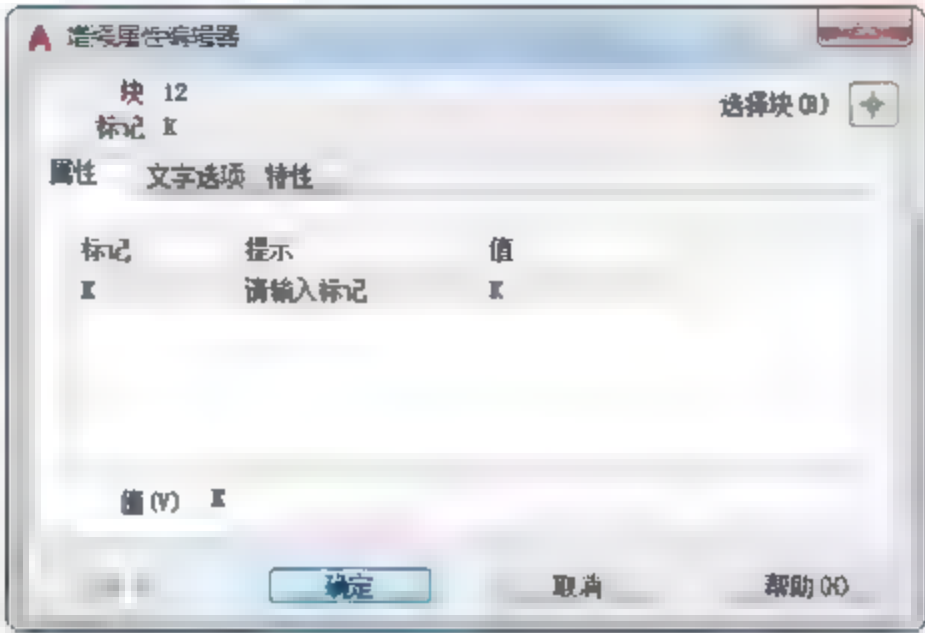 增强属性编辑器
块 12
选择块(B)
标记 K
属性 文字选项 特性
标记 提示 值
K 请输入标记 K
值(V) K
确定 取消 帮助(H)